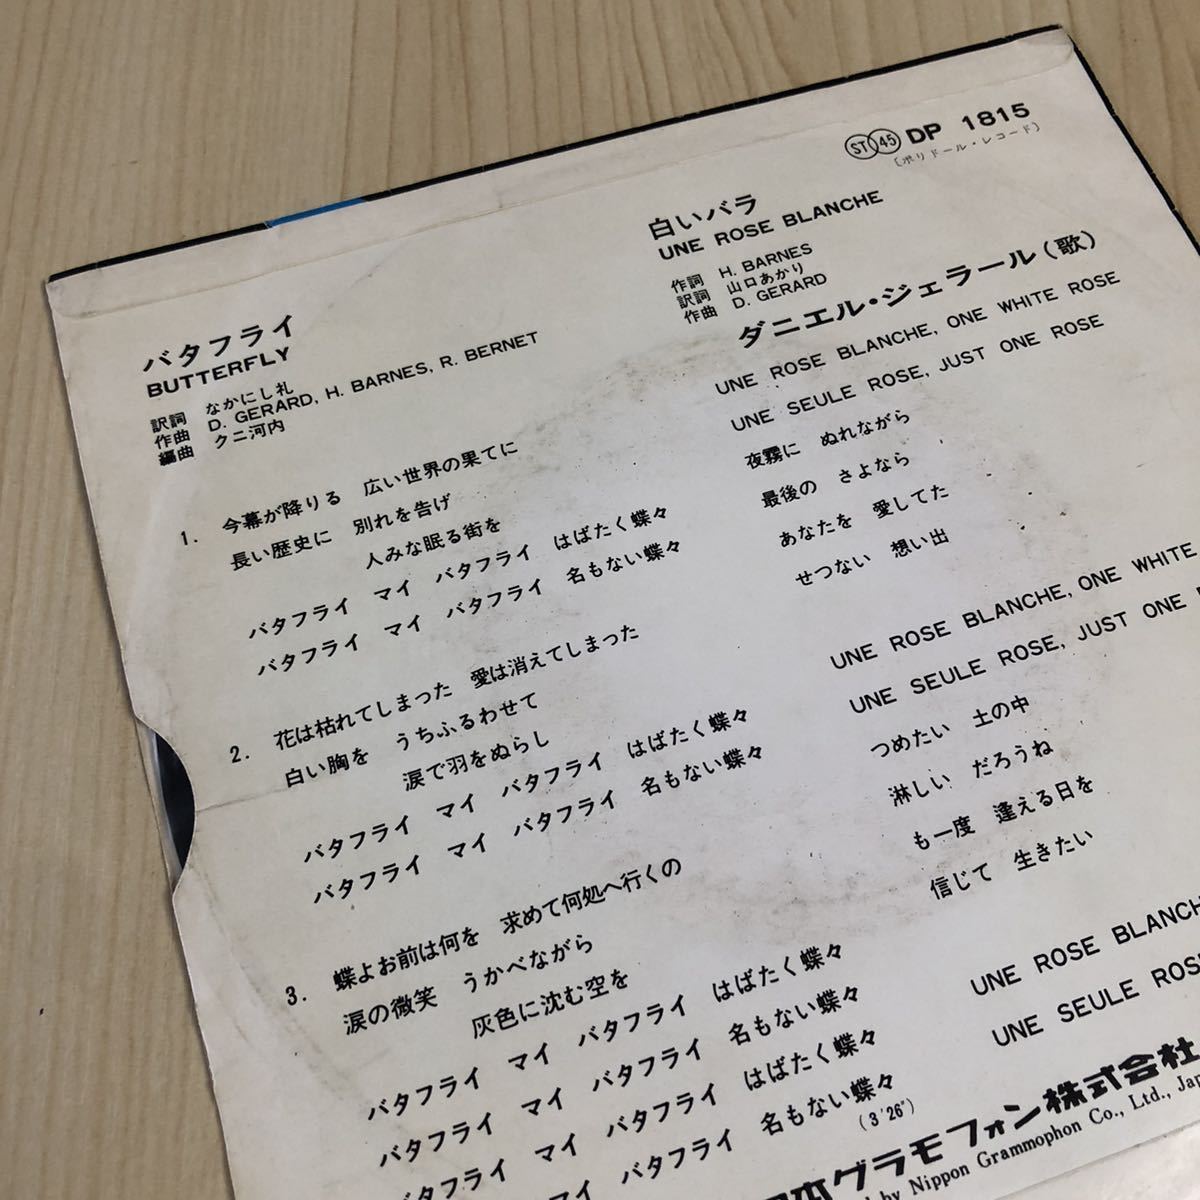 ST 45 DP 1815
(ポリドール・レコード)
バタフライ
BUTTERFLY
訳詞 なかにし礼
作曲 D. GERARD, H. BARNES, R. BERNET
編曲 クニ河内
1. 今幕が降りる 広い世界の果てに
長い歴史に 別れを告げ
人みな眠る街を
バタフライ マイ バタフライ はばたく蝶々
バタフライ マイ バタフライ 名もない蝶々
2. 花は枯れてしまった 愛は消えてしまった
白い胸を うちふるわせて
涙で羽をぬらし
バタフライ マイ バタフライ はばたく蝶々
バタフライ マイ バタフライ 名もない蝶々
3. 蝶よお前は何を 求めて何処へ行くの
涙の微笑 うかべながら
灰色に沈む空を
バタフライ マイ バタフライ はばたく蝶々
バタフライ マイ バタフライ 名もない蝶々
バタフライ マイ バタフライ はばたく蝶々
マイ バタフライ 名もない蝶々
(3'26")
白いバラ
UNE ROSE BLANCHE
作詞 H. BARNES
訳詞 山口あかり
作曲 D. GERARD
ダニエル・ジェラール(歌)
UNE ROSE BLANCHE, ONE WHITE ROSE
UNE SEULE ROSE, JUST ONE ROSE
夜霧に ぬれながら
最後の さよなら
あなたを 愛してた
せつない 想い出
UNE ROSE BLANCHE, ONE WHITE
UNE SEULE ROSE, JUST ONE
つめたい 土の中
淋しい だろうね
も一度 逢える日を
信じて 生きたい
UNE ROSE BLANCH
UNE SEULE ROS
本グラモフォン株式会社
by Nippon Grammophon Co., Ltd., Jap